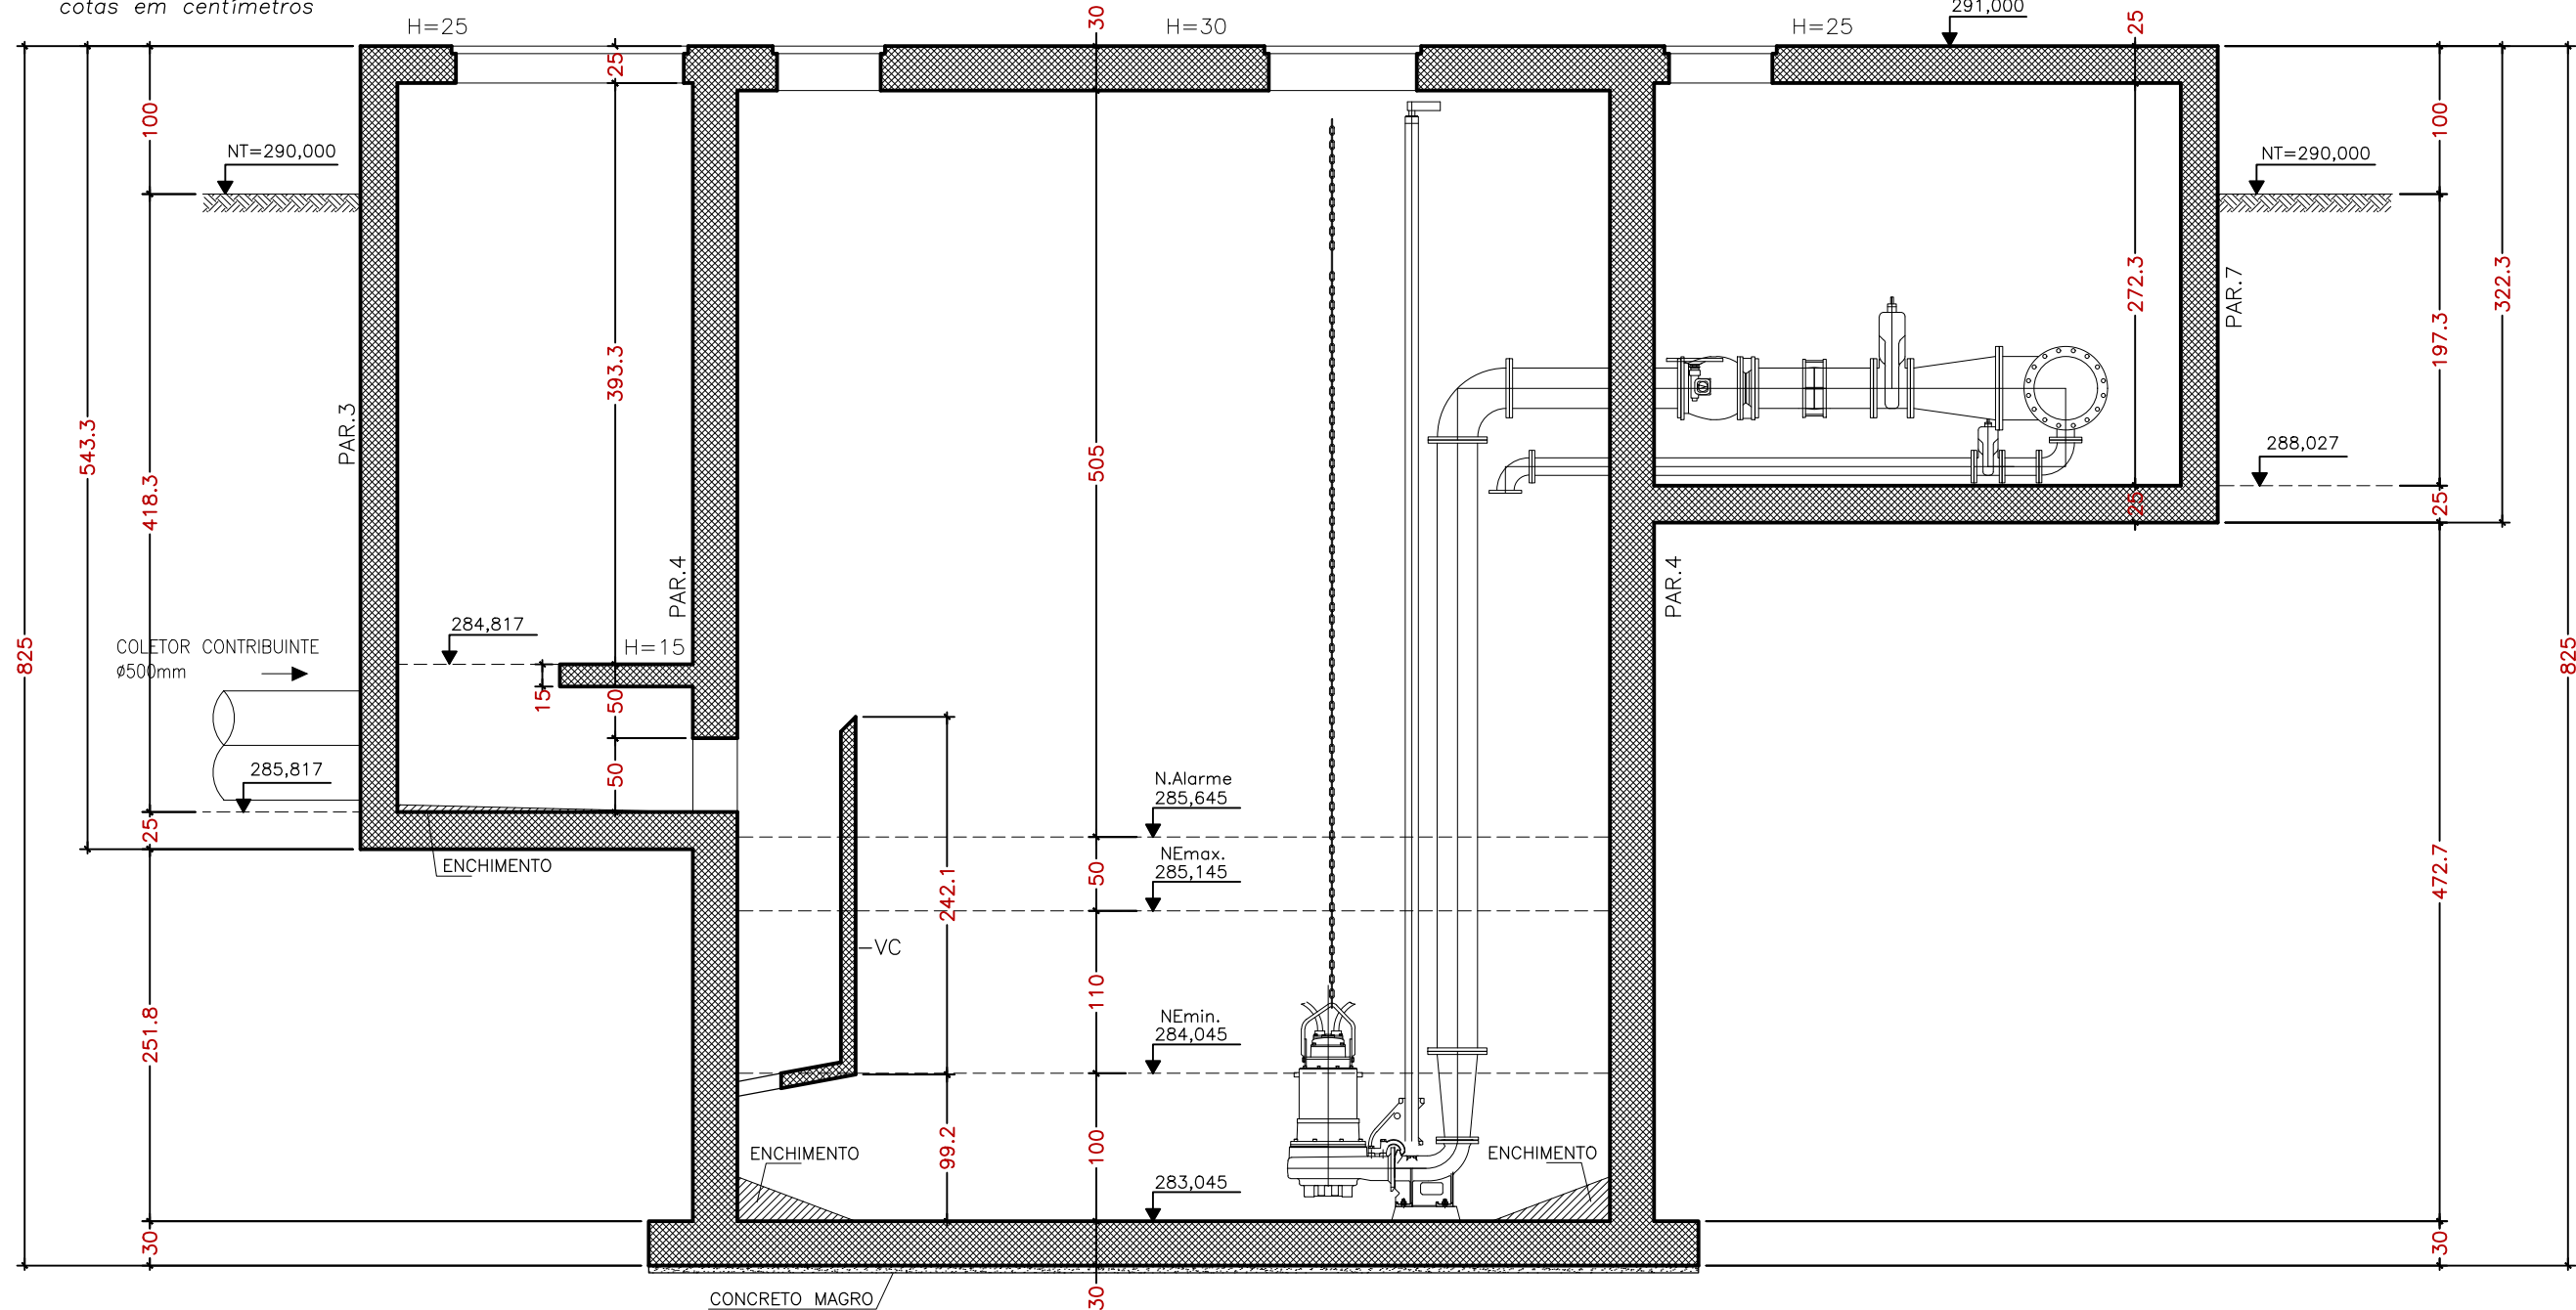 cotas em centímetros
H=25
30
H=30
H=25
291,000
25
25
100
NT=290,000
100
NT=290,000
393.3
505
272.3
197.3
322.3
PAR.7
PAR.3
543.3
418.3
288,027
25
25
PAR.4
PAR.4
284,817
H=15
COLETOR CONTRIBUINTE
ø500mm
825
825
15
50
50
285,817
25
N.Alarme
285,645
ENCHIMENTO
NEmax.
285,145
50
242.1
472.7
VC
110
251.8
NEmin.
284,045
99.2
100
ENCHIMENTO
ENCHIMENTO
283,045
30
30
CONCRETO MAGRO
30